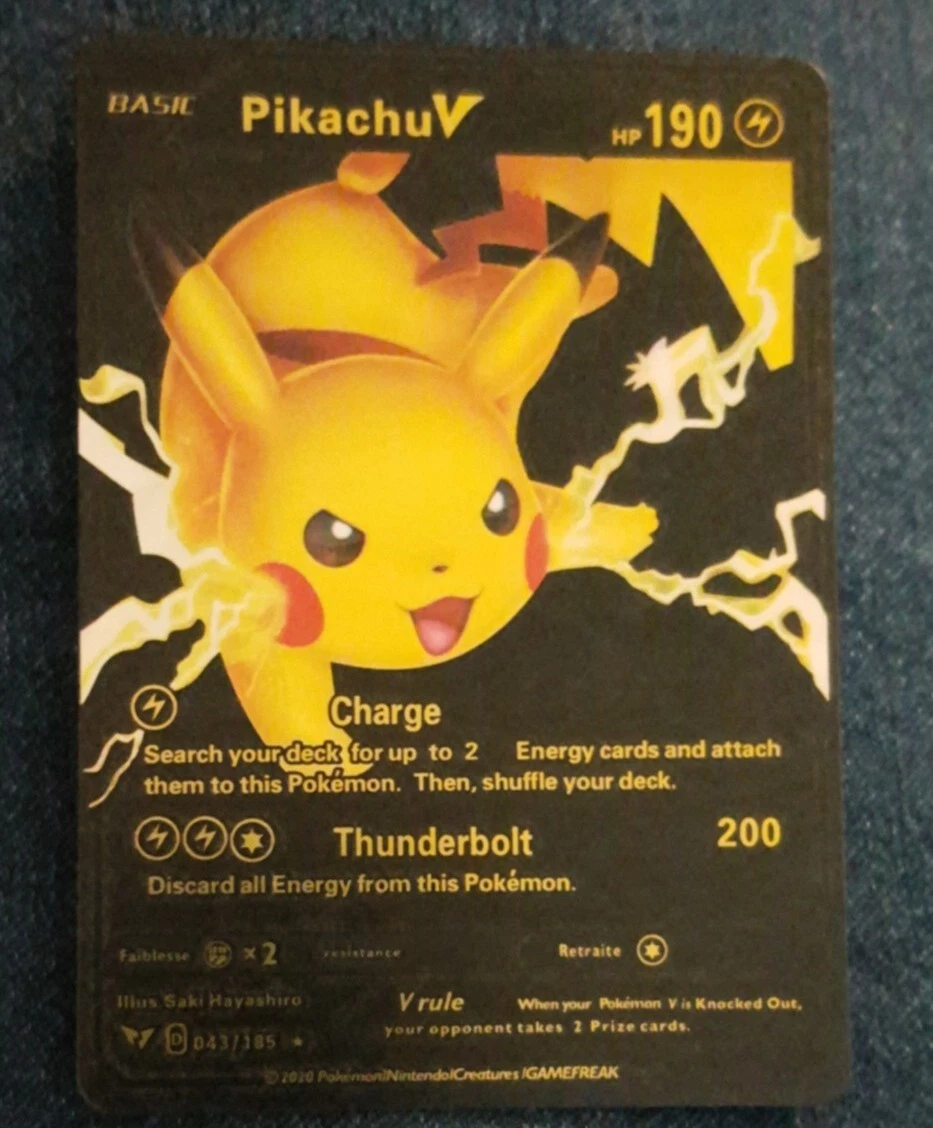 BASIC PikachuV HP 190
Charge
Search your deck for up to 2 Energy cards and attach
them to this Pokémon. Then, shuffle your deck.
Thunderbolt 200
Discard all Energy from this Pokémon.
Faiblesse ×2 resistance Retraite
Illus Saki Hayashiro V rule When your Pokémon V is Knocked Out,
your opponent takes 2 Prize cards.
D 043/185 ★
©2020 Pokémon/Nintendo/Creatures /GAMEFREAK